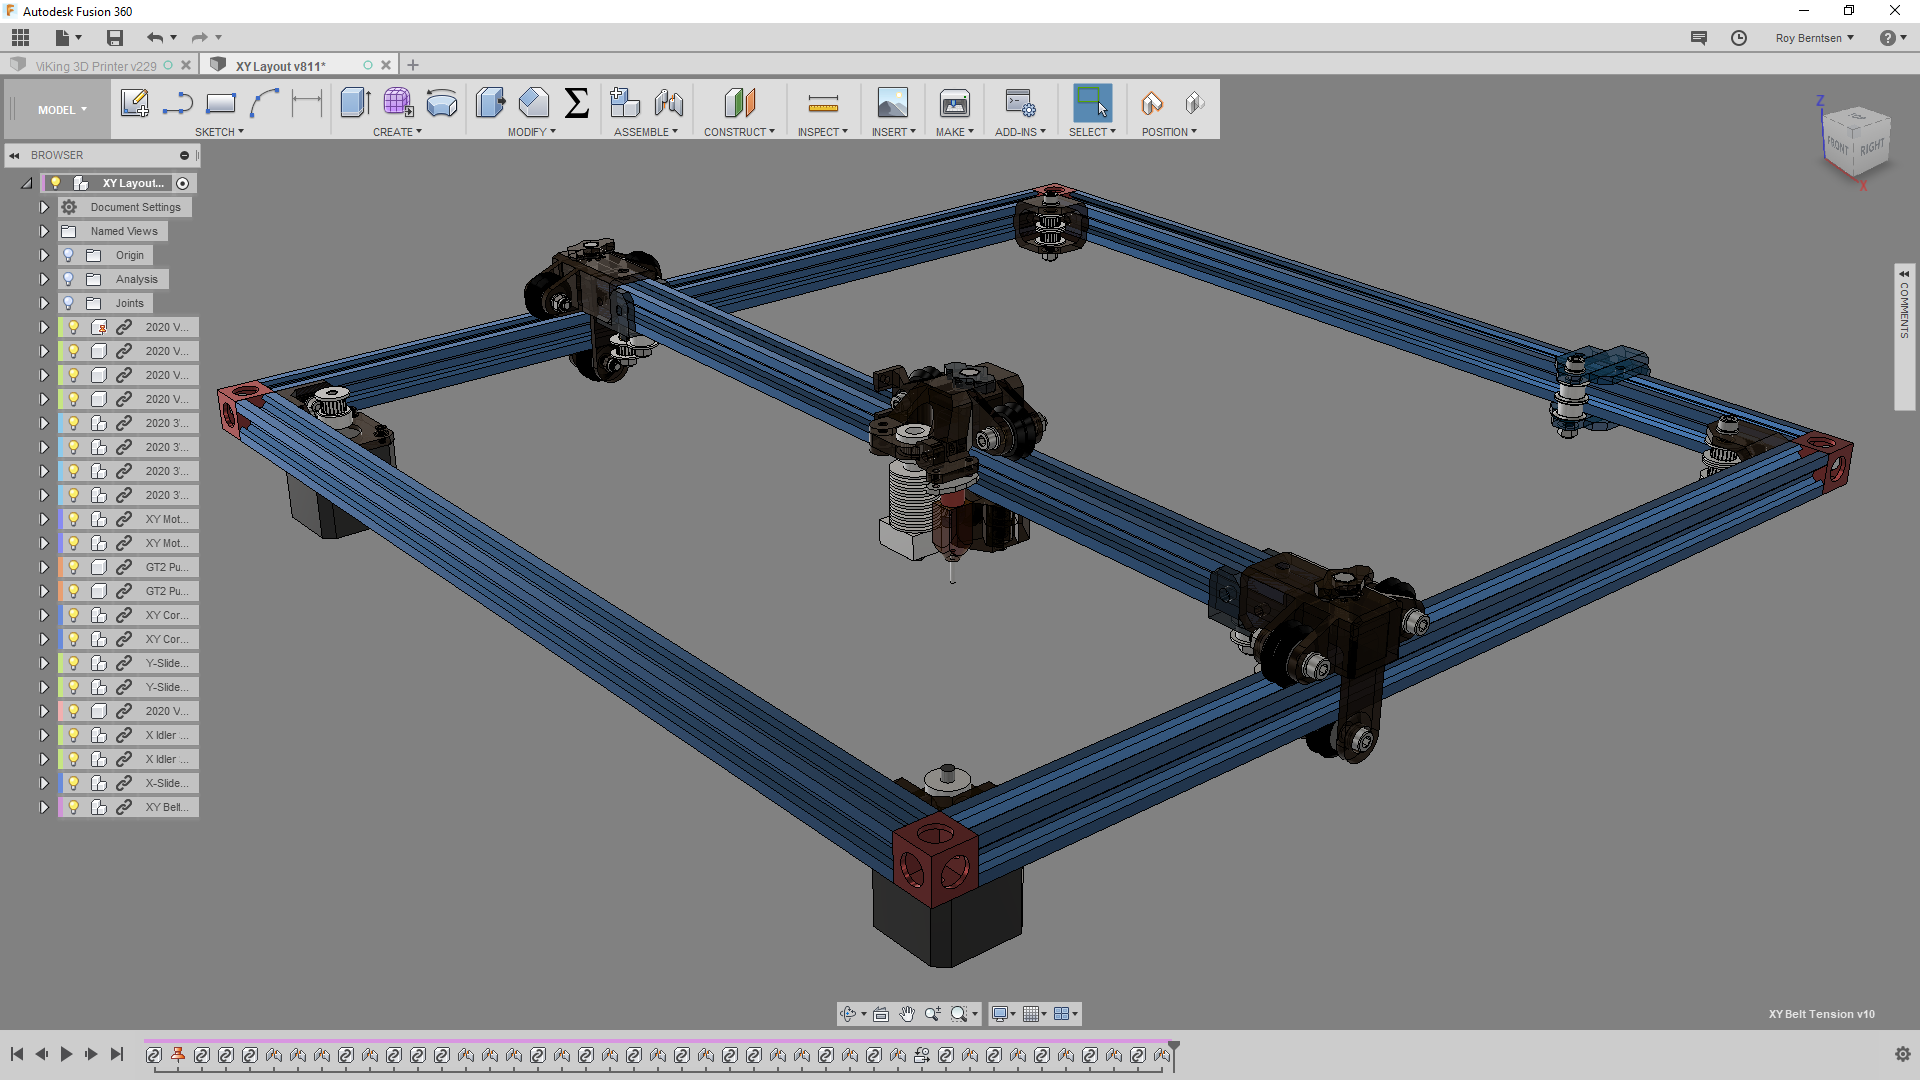 Autodesk Fusion 360
Roy Berntsen
ViKing 3D Printer v229
XY Layout v811*
MODEL
SKETCH
CREATE
MODIFY
ASSEMBLE
CONSTRUCT
INSPECT
INSERT
MAKE
ADD-INS
SELECT
POSITION
BROWSER
XY Layout...
Document Settings
Named Views
Origin
Analysis
Joints
2020 V...
2020 V...
2020 V...
2020 V...
2020 3'...
2020 3'...
2020 3'...
2020 3'...
XY Mot...
XY Mot...
GT2 Pu...
GT2 Pu...
XY Cor...
XY Cor...
Y-Slide...
Y-Slide...
2020 V...
X Idler ...
X Idler ...
X-Slide...
XY Belt...
Z
FRONT
RIGHT
X
COMMENTS
XY Belt Tension v10